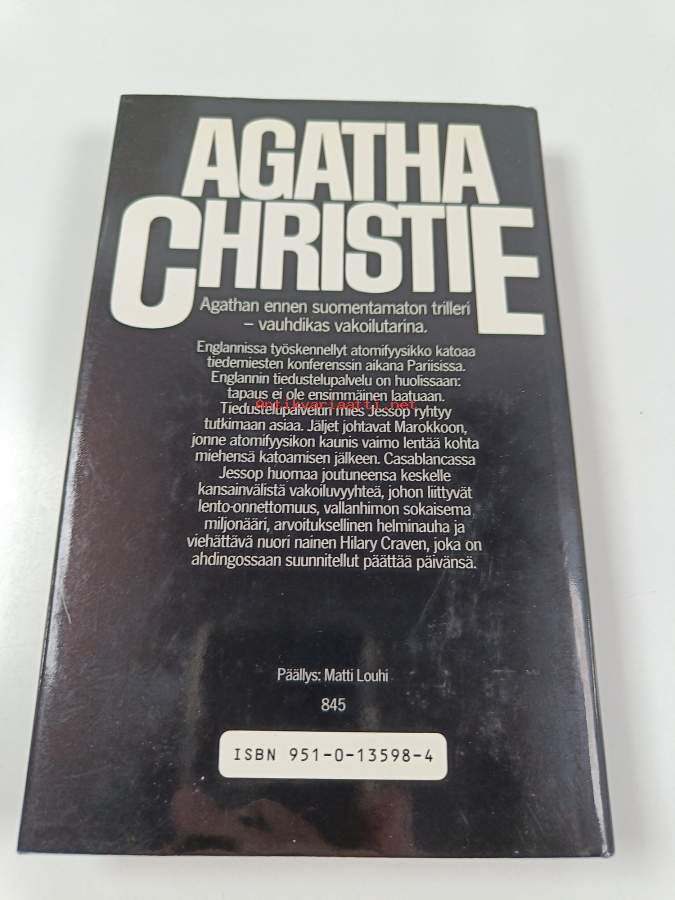 AGATHA
CHRISTIE
Agathan ennen suomentamaton trilleri
– vauhdikas vakoilutarina.
Englannissa työskennellyt atomifyysikko katoaa
tiedemiesten konferenssin aikana Pariisissa.
Englannin tiedustelupalvelu on huolissaan:
tapaus ei ole ensimmäinen laatuaan.
antikvariaatti.net
Tiedustelupalvelun mies Jessop ryhtyy
tutkimaan asiaa. Jäljet johtavat Marokkoon,
jonne atomifyysikon kaunis vaimo lentää kohta
miehensä katoamisen jälkeen. Casablancassa
Jessop huomaa joutuneensa keskelle
kansainvälistä vakoiluvyyhteä, johon liittyvät
lento-onnettomuus, vallanhimon sokaisema
miljonääri, arvoituksellinen helminauha ja
viehättävä nuori nainen Hilary Craven, joka on
ahdingossaan suunnitellut päättää päivänsä.
Päällys: Matti Louhi
845
ISBN 951-0-13598-4